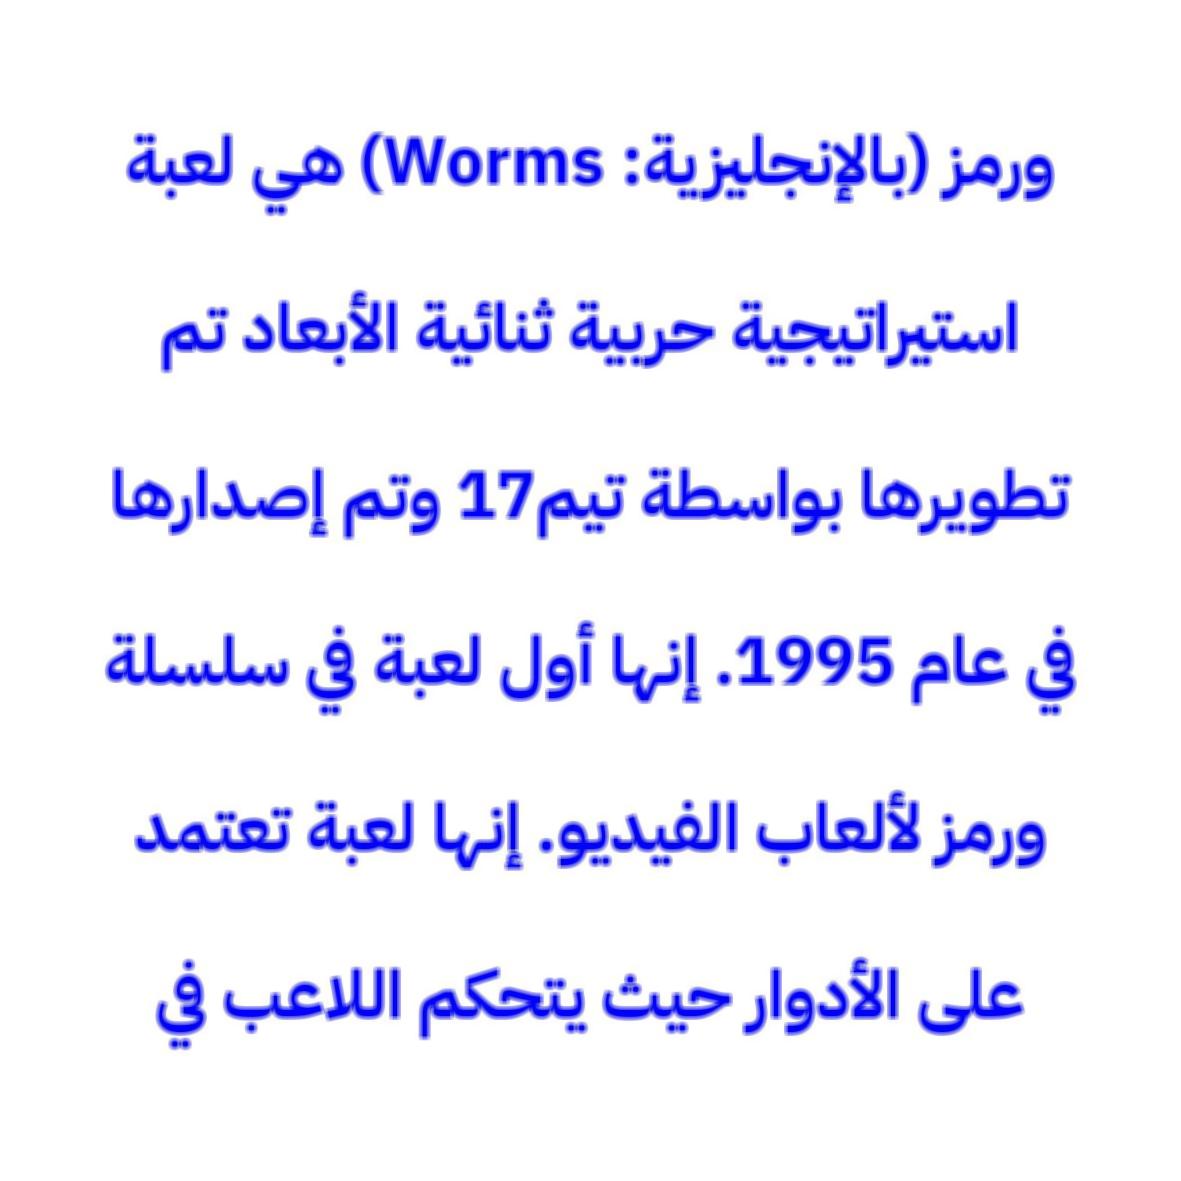 ورمز (بالإنجليزية: Worms) هي لعبة
استيراتيجية حربية ثنائية الأبعاد تم
تطويرها بواسطة تيم17 وتم إصدارها
في عام 1995. إنها أول لعبة في سلسلة
ورمز لألعاب الفيديو. إنها لعبة تعتمد
على الأدوار حيث يتحكم اللاعب في